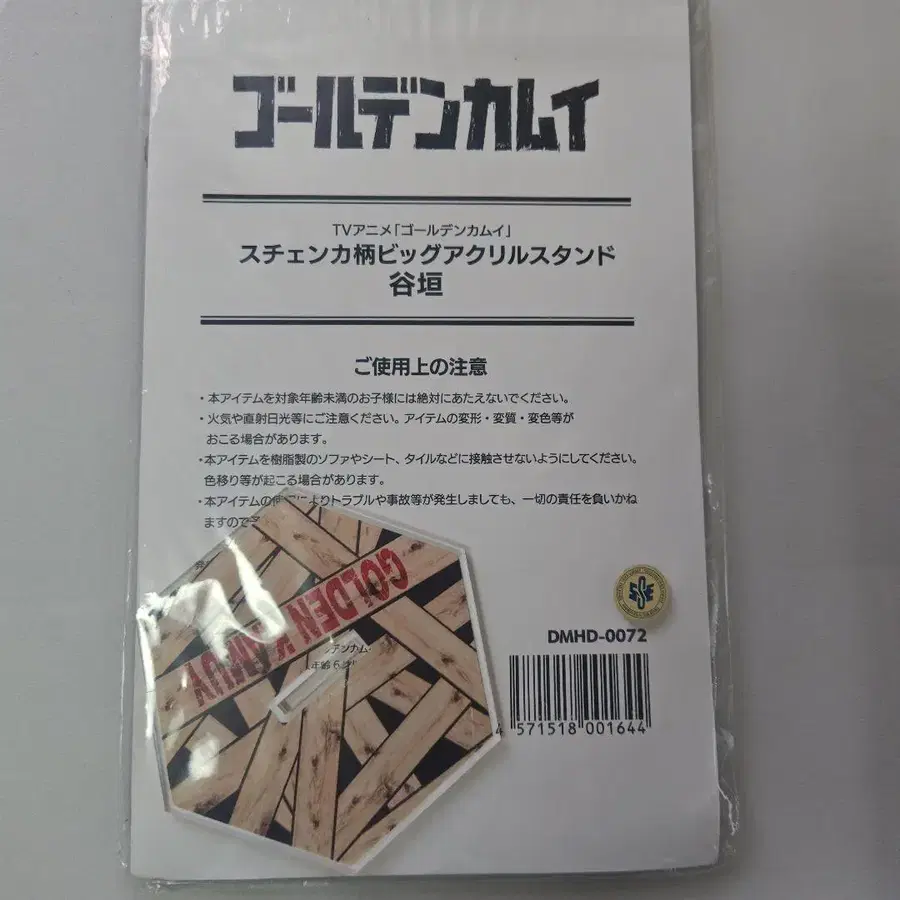 ゴールデンカムイ
TVアニメ「ゴールデンカムイ」
スチェンカ柄ビッグアクリルスタンド
谷垣
ご使用上の注意
・本アイテムを対象年齢未満のお子様には絶対にあたえないでください。
・火気や直射日光等にご注意ください。アイテムの変形・変質・変色等が
おこる場合があります。
・本アイテムを樹脂製のソファやシート、タイルなどに接触させないようにしてください。
色移り等が起こる場合があります。
・本アイテムの使用によりトラブルや事故等が発生しましても、一切の責任を負いかね
ますので
GOLDEN KAMUY
デンカム
年齢6
DMHD-0072
4 571518 001644